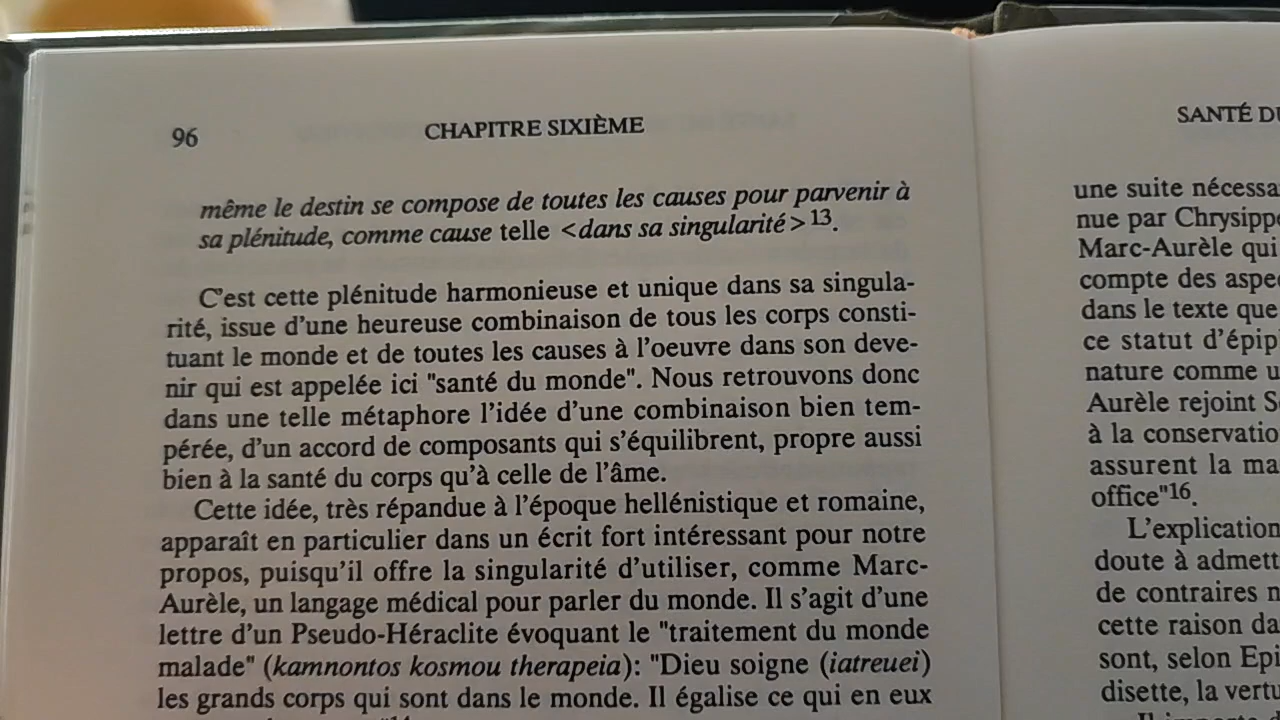 96
CHAPITRE SIXIÈME
même le destin se compose de toutes les causes pour parvenir à
sa plénitude, comme cause telle <dans sa singularité>13.
C'est cette plénitude harmonieuse et unique dans sa singula-
rité, issue d'une heureuse combinaison de tous les corps consti-
tuant le monde et de toutes les causes à l'oeuvre dans son deve-
nir qui est appelée ici "santé du monde". Nous retrouvons donc
dans une telle métaphore l'idée d'une combinaison bien tem-
pérée, d'un accord de composants qui s'équilibrent, propre aussi
bien à la santé du corps qu'à celle de l'âme.
Cette idée, très répandue à l'époque hellénistique et romaine,
apparaît en particulier dans un écrit fort intéressant pour notre
propos, puisqu'il offre la singularité d'utiliser, comme Marc-
Aurèle, un langage médical pour parler du monde. Il s'agit d'une
lettre d'un Pseudo-Héraclite évoquant le "traitement du monde
malade" (kamnontos kosmou therapeia): "Dieu soigne (iatreuei)
les grands corps qui sont dans le monde. Il égalise ce qui en eux
SANTÉ DU
une suite nécessa
nue par Chrysippe
Marc-Aurèle qui
compte des aspe
dans le texte que
ce statut d'épip
nature comme u
Aurèle rejoint S
à la conservatio
assurent la ma
office"16.
L'explication
doute à admett
de contraires n
cette raison da
sont, selon Epi
disette, la vertu